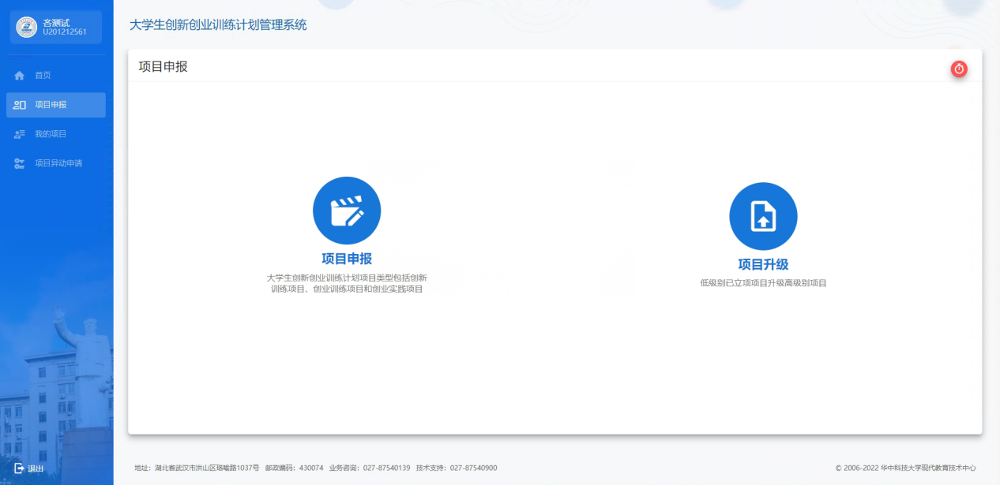 吝测试
U201212561
大学生创新创业训练计划管理系统
首页
项目申报
我的项目
项目异动申请
退出
项目申报
项目申报
大学生创新创业训练计划项目类型包括创新
训练项目、创业训练项目和创业实践项目
项目升级
低级别已立项项目升级高级别项目
地址：湖北省武汉市洪山区珞喻路1037号 邮政编码：430074 业务咨询：027-87540139 技术支持：027-87540900
© 2006-2022 华中科技大学现代教育技术中心